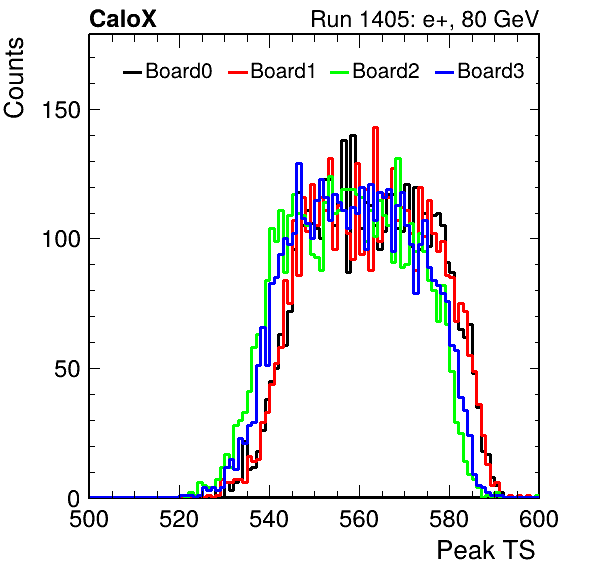 CaloX Run 1405: e+, 80 GeV
Counts
Board0 Board1 Board2 Board3
150
100
50
0
500 520 540 560 580 600
Peak TS